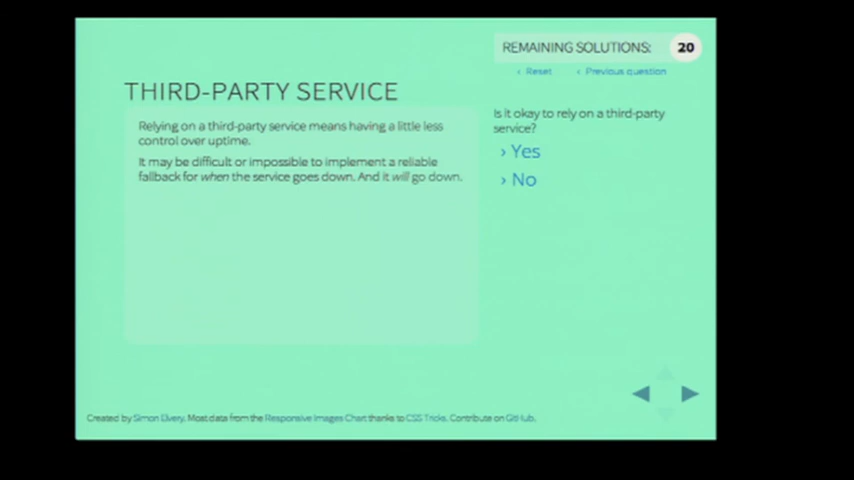 REMAINING SOLUTIONS: 20
‹ Reset ‹ Previous question
THIRD-PARTY SERVICE
Relying on a third-party service means having a little less
control over uptime.
It may be difficult or impossible to implement a reliable
fallback for when the service goes down. And it will go down.
Is it okay to rely on a third-party
service?
› Yes
› No
Created by Simon Elvery. Most data from the Responsive Images Chart thanks to CSS Tricks. Contribute on GitHub.